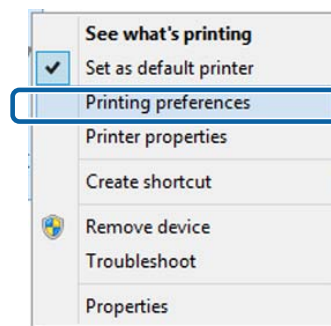 See what's printing
Set as default printer
Printing preferences
Printer properties
Create shortcut
Remove device
Troubleshoot
Properties